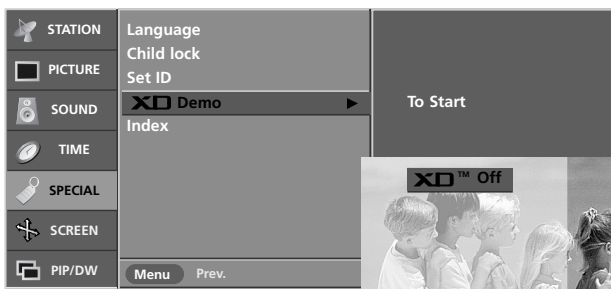 STATION
PICTURE
SOUND
TIME
SPECIAL
SCREEN
PIP/DW
Language
Child lock
Set ID
XD Demo
Index
Menu Prev.
To Start
XD™ Off